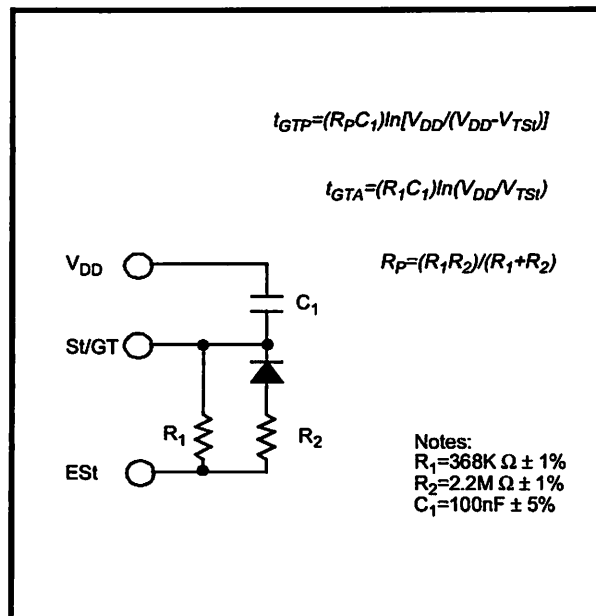 t_GTP=(R_PC_1)ln[V_DD/(V_DD-V_TSt)]
t_GTA=(R_1C_1)ln(V_DD/V_TSt)
R_P=(R_1R_2)/(R_1+R_2)
V_DD
C_1
St/GT
R_1
R_2
ESt
Notes:
R_1=368K Ω ± 1%
R_2=2.2M Ω ± 1%
C_1=100nF ± 5%